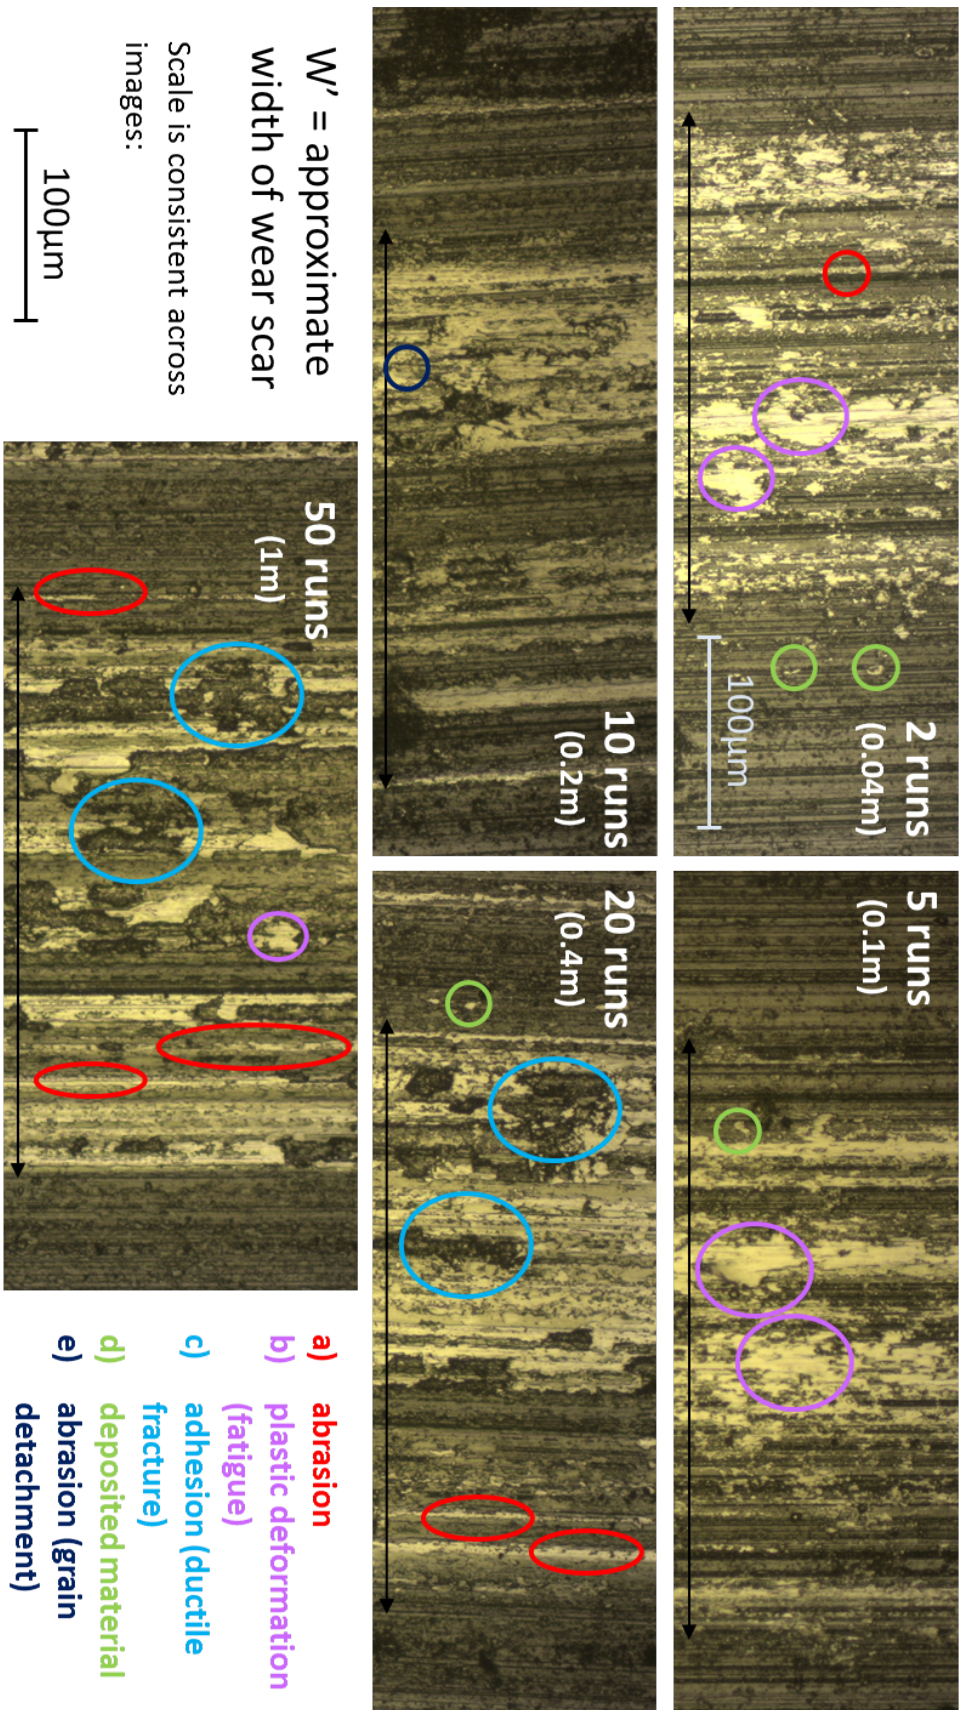 2 runs
(0.04m)
100μm
5 runs
(0.1m)
10 runs
(0.2m)
20 runs
(0.4m)
W’ = approximate
width of wear scar
Scale is consistent across
images:
100μm
50 runs
(1m)
a) abrasion
b) plastic deformation
(fatigue)
c) adhesion (ductile
fracture)
d) deposited material
e) abrasion (grain
detachment)